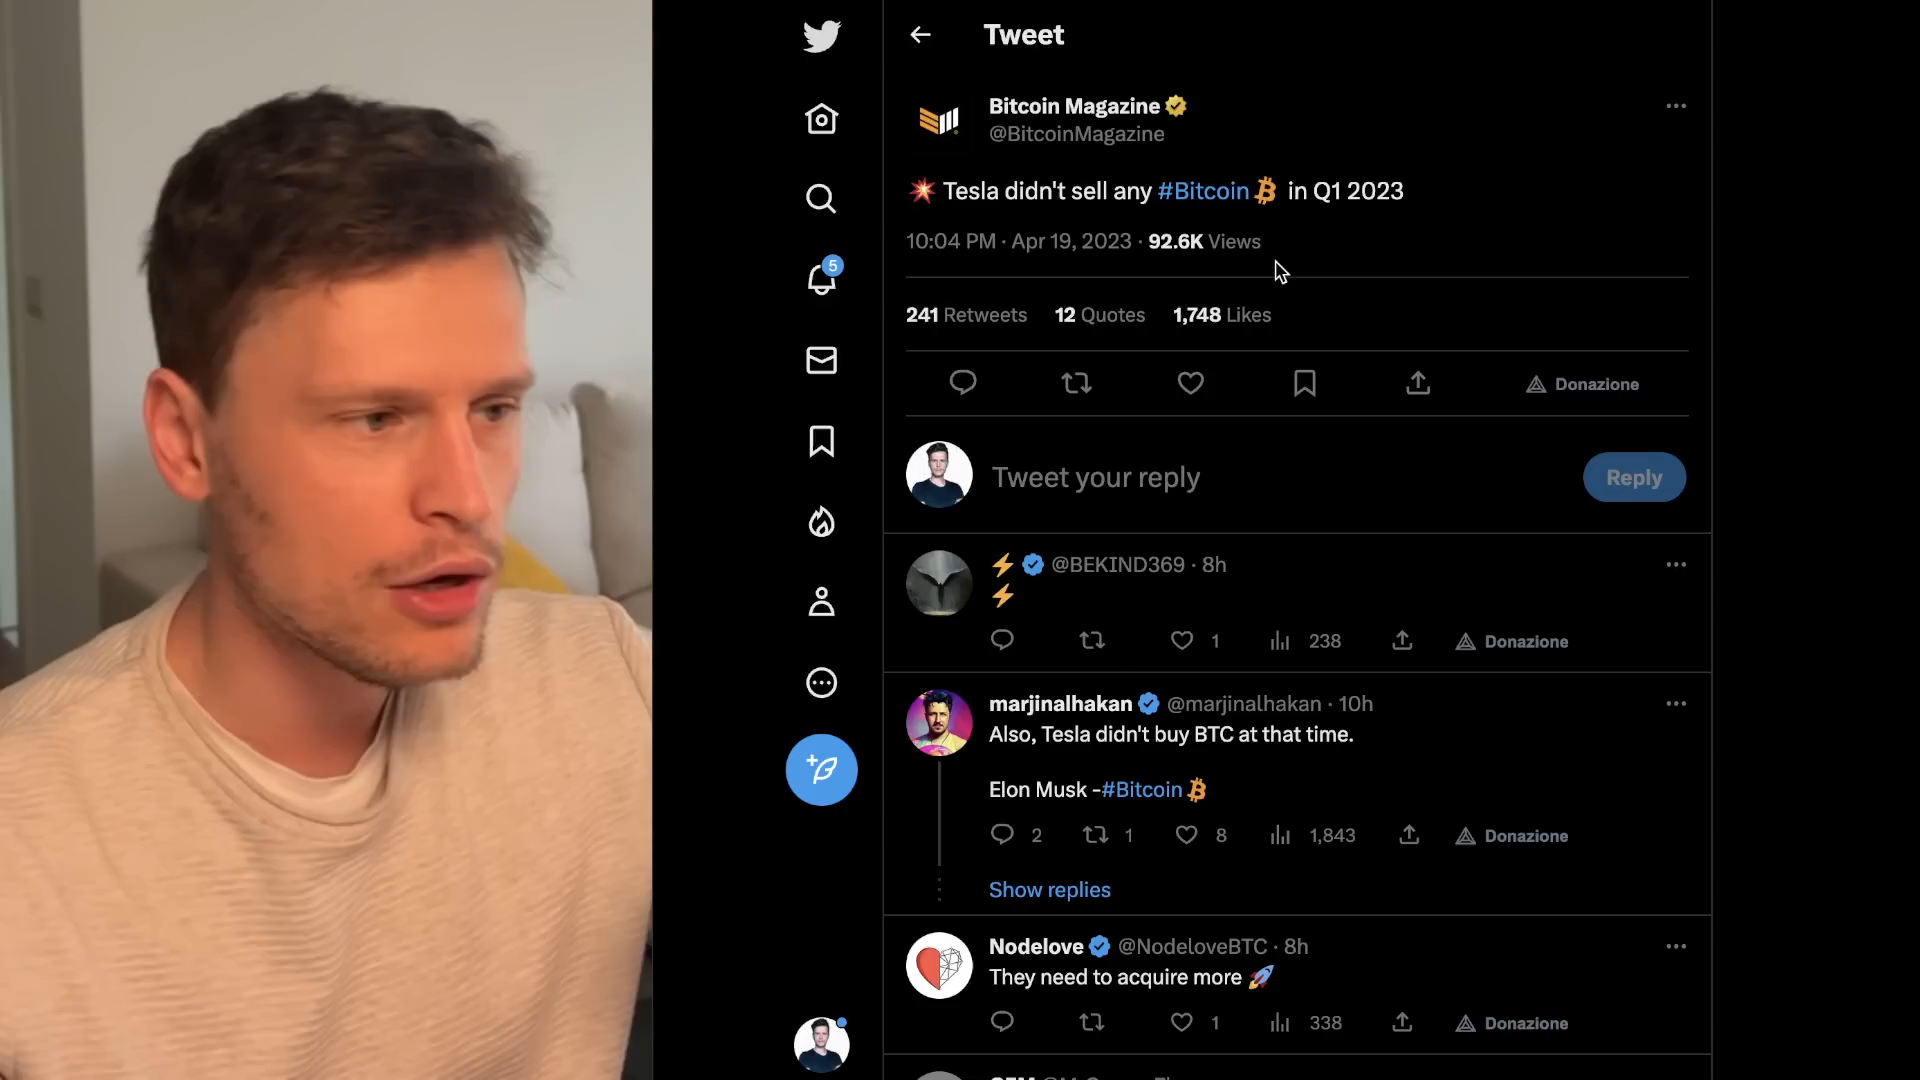 Tweet
Bitcoin Magazine
@BitcoinMagazine
💥 Tesla didn't sell any #Bitcoin in Q1 2023
10:04 PM · Apr 19, 2023 · 92.6K Views
241 Retweets 12 Quotes 1,748 Likes
Donazione
Tweet your reply
Reply
5
⚡ @BEKIND369 · 8h
⚡
1 238 Donazione
marjinalhakan @marjinalhakan · 10h
Also, Tesla didn't buy BTC at that time.
Elon Musk -#Bitcoin
2 1 8 1,843 Donazione
Show replies
Nodelove @NodeloveBTC · 8h
They need to acquire more 🚀
1 338 Donazione